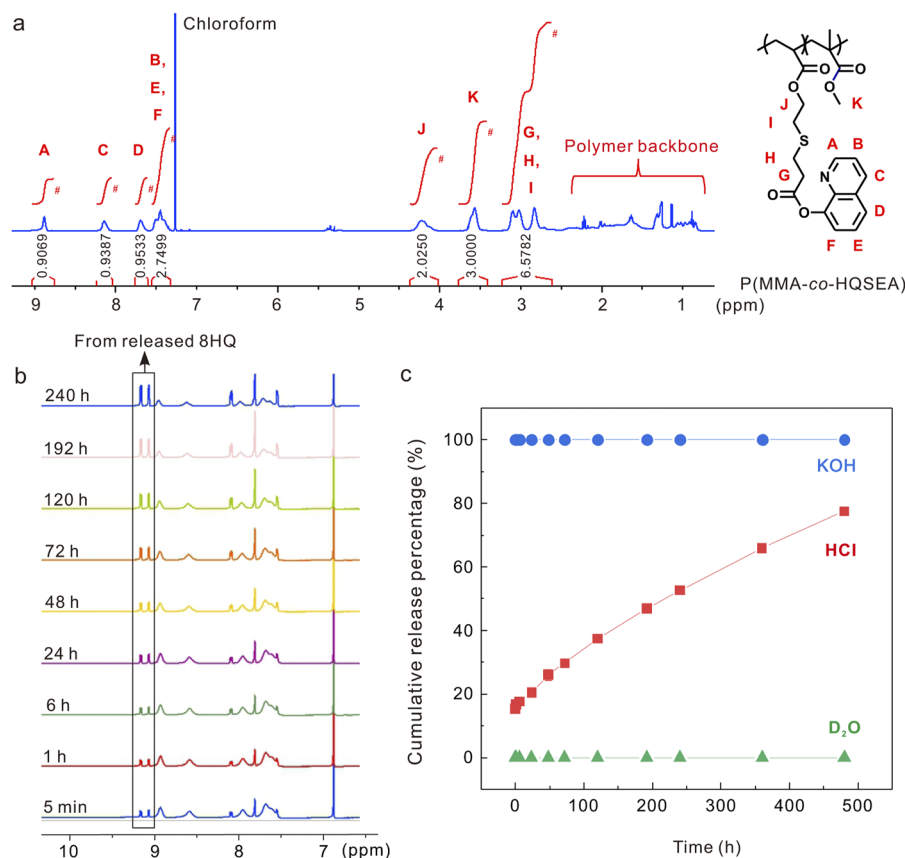 a
Chloroform
B,
E,
F
A
C
D
J
K
G,
H,
I
Polymer backbone
#
#
#
#
#
#
#
#
0.9069
0.9387
0.9533
2.7499
2.0250
3.0000
6.5782
9 8 7 6 5 4 3 2 1
(ppm)
O
O
O
O
J
K
I
S
H
A
B
G
N
C
O
O
D
F
E
P(MMA-co-HQSEA)
From released 8HQ
b
240 h
192 h
120 h
72 h
48 h
24 h
6 h
1 h
5 min
10 9 8 7 (ppm)
c
Cumulative release percentage (%)
100
80
60
40
20
0
KOH
HCl
D₂O
0 100 200 300 400 500
Time (h)